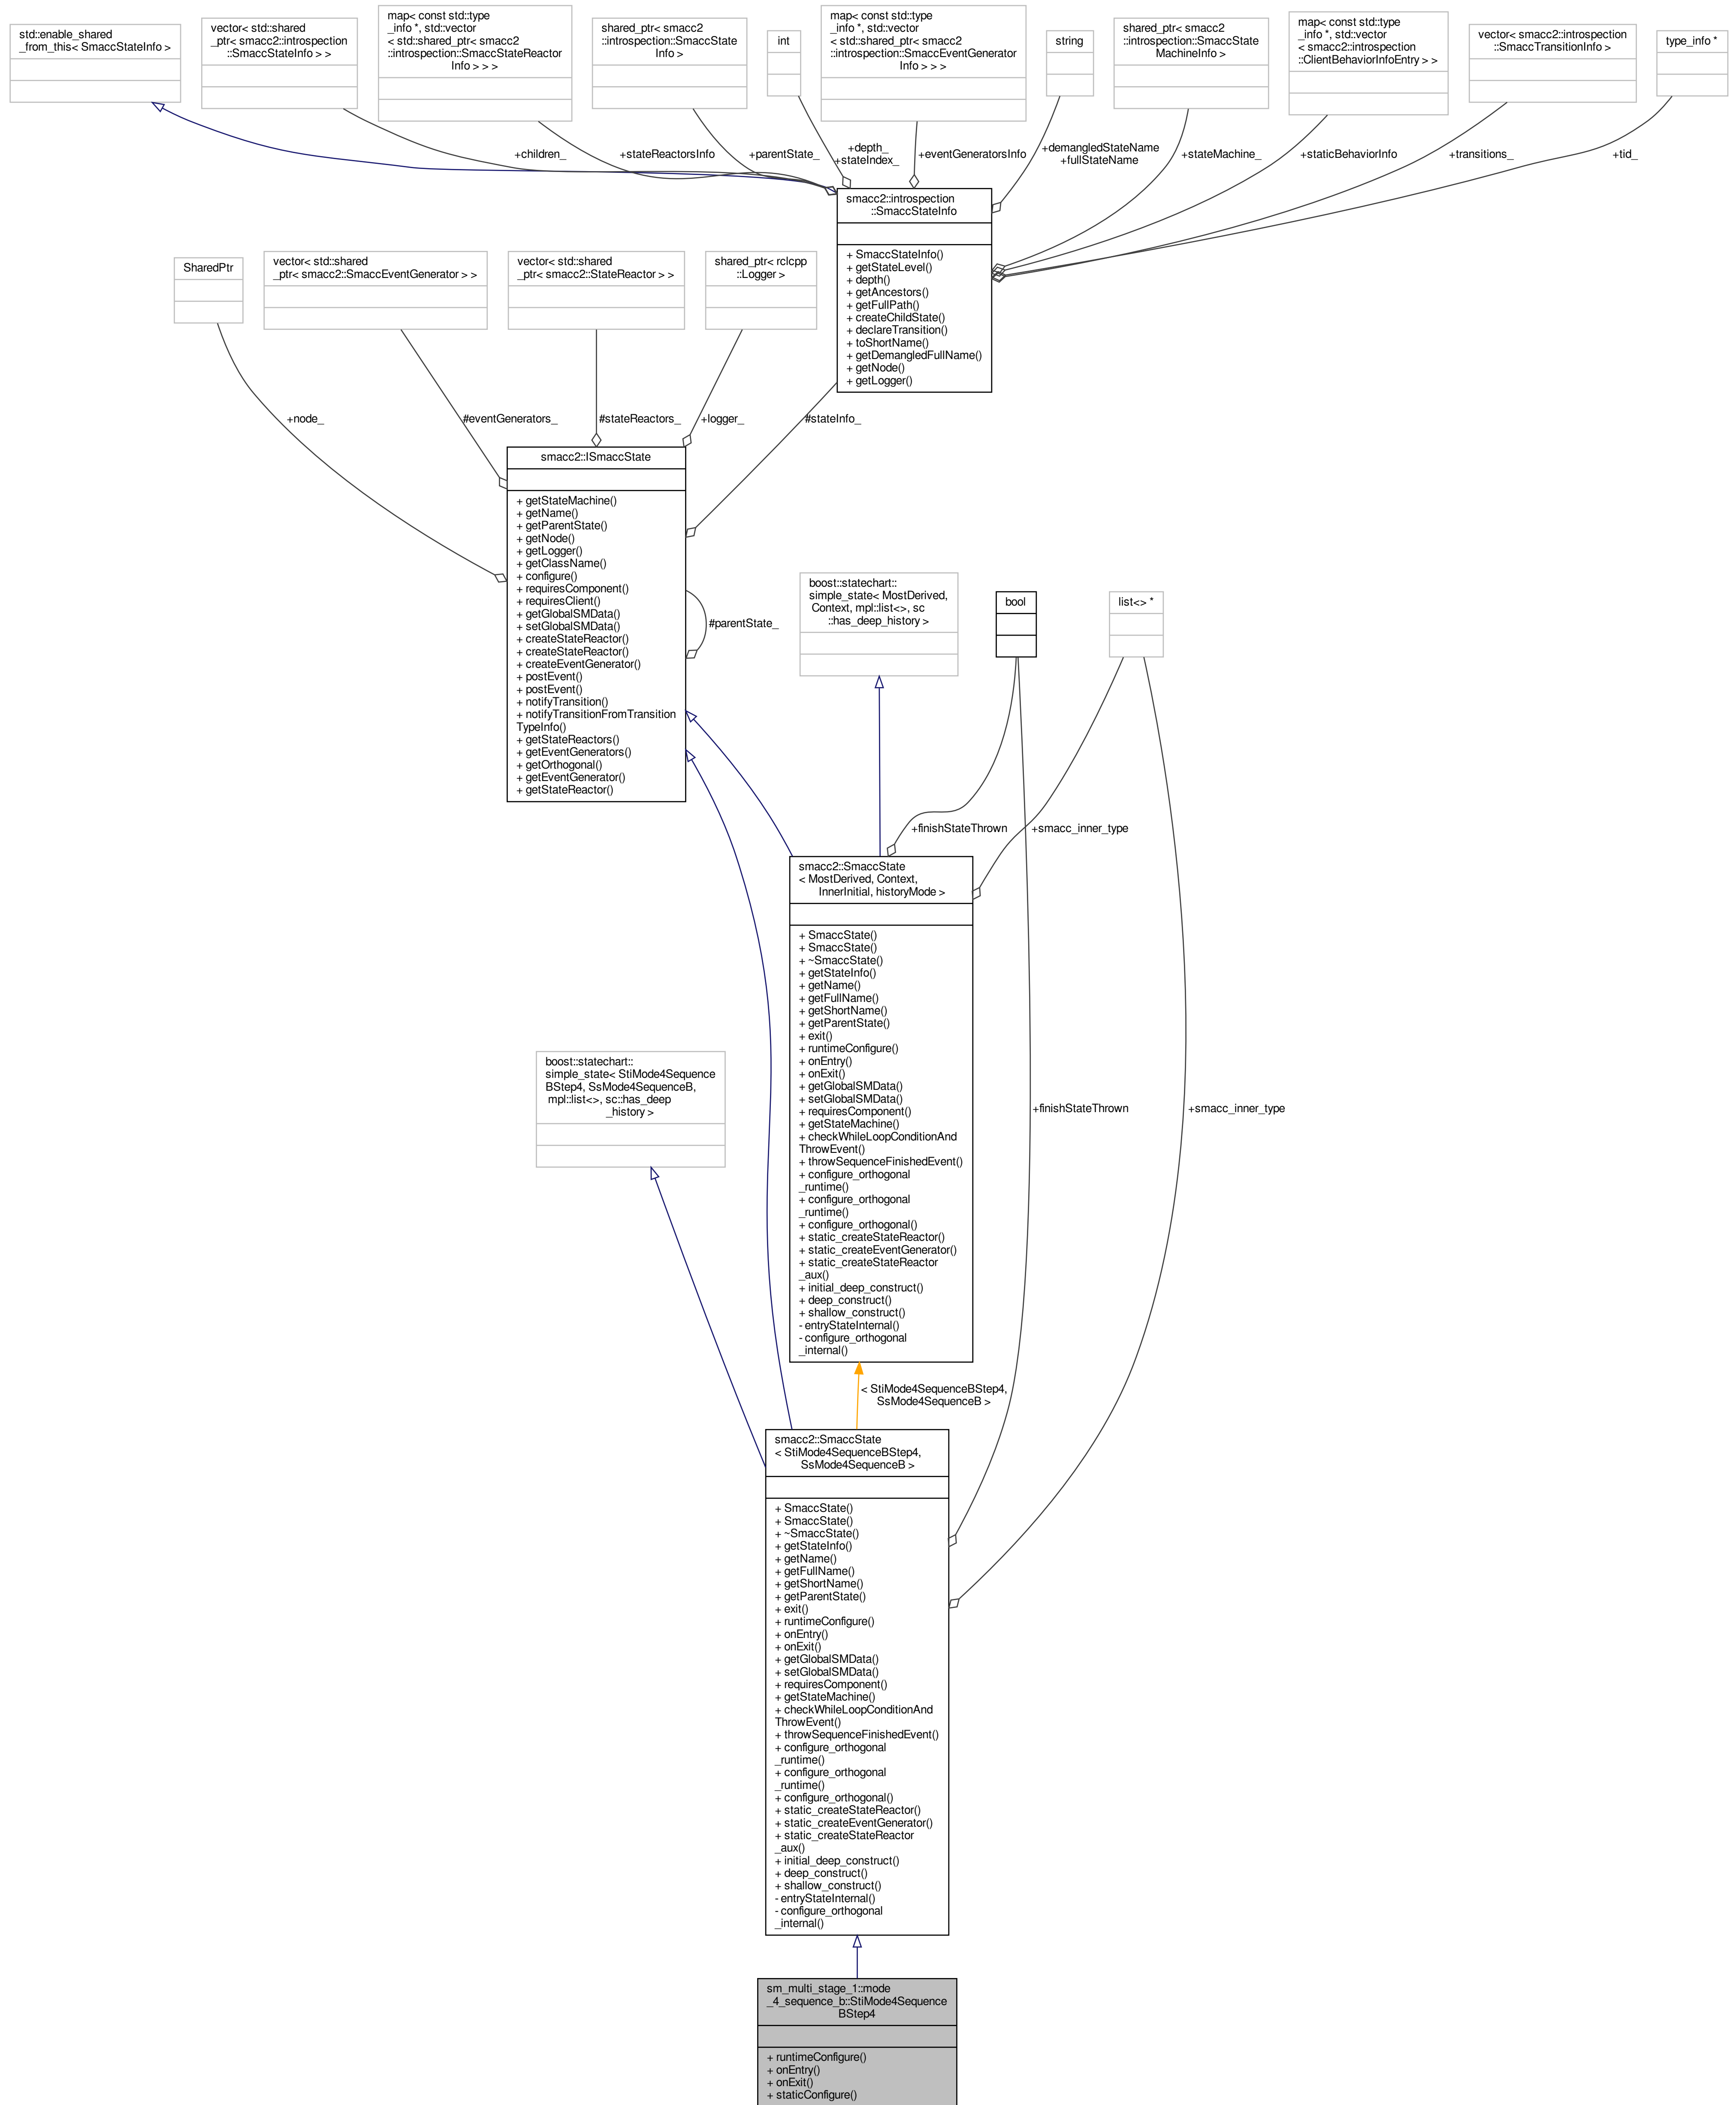 std::enable_shared
_from_this< SmaccStateInfo >
vector< std::shared
_ptr< smacc2::introspection
::SmaccStateInfo > >
map< const std::type
_info *, std::vector
< std::shared_ptr< smacc2
::introspection::SmaccStateReactor
Info > > >
shared_ptr< smacc2
::introspection::SmaccState
Info >
int
map< const std::type
_info *, std::vector
< std::shared_ptr< smacc2
::introspection::SmaccEventGenerator
Info > > >
string
shared_ptr< smacc2
::introspection::SmaccState
MachineInfo >
map< const std::type
_info *, std::vector
< smacc2::introspection
::ClientBehaviorInfoEntry > >
vector< smacc2::introspection
::SmaccTransitionInfo >
type_info *
+children_
+stateReactorsInfo
+parentState_
+depth_
+stateIndex_
+eventGeneratorsInfo
+demangledStateName
+fullStateName
+stateMachine_
+staticBehaviorInfo
+transitions_
+tid_
smacc2::introspection
::SmaccStateInfo
+ SmaccStateInfo()
+ getStateLevel()
+ depth()
+ getAncestors()
+ getFullPath()
+ createChildState()
+ declareTransition()
+ toShortName()
+ getDemangledFullName()
+ getNode()
+ getLogger()
SharedPtr
vector< std::shared
_ptr< smacc2::SmaccEventGenerator > >
vector< std::shared
_ptr< smacc2::StateReactor > >
shared_ptr< rclcpp
::Logger >
+node_
#eventGenerators_
#stateReactors_
+logger_
#stateInfo_
smacc2::ISmaccState
+ getStateMachine()
+ getName()
+ getParentState()
+ getNode()
+ getLogger()
+ getClassName()
+ configure()
+ requiresComponent()
+ requiresClient()
+ getGlobalSMData()
+ setGlobalSMData()
+ createStateReactor()
+ createStateReactor()
+ createEventGenerator()
+ postEvent()
+ postEvent()
+ notifyTransition()
+ notifyTransitionFromTransition
TypeInfo()
+ getStateReactors()
+ getEventGenerators()
+ getOrthogonal()
+ getEventGenerator()
+ getStateReactor()
#parentState_
boost::statechart::
simple_state< MostDerived,
Context, mpl::list<>, sc
::has_deep_history >
bool
list<> *
+finishStateThrown
+smacc_inner_type
smacc2::SmaccState
< MostDerived, Context,
InnerInitial, historyMode >
+ SmaccState()
+ SmaccState()
+ ~SmaccState()
+ getStateInfo()
+ getName()
+ getFullName()
+ getShortName()
+ getParentState()
+ exit()
+ runtimeConfigure()
+ onEntry()
+ onExit()
+ getGlobalSMData()
+ setGlobalSMData()
+ requiresComponent()
+ getStateMachine()
+ checkWhileLoopConditionAnd
ThrowEvent()
+ throwSequenceFinishedEvent()
+ configure_orthogonal
_runtime()
+ configure_orthogonal
_runtime()
+ configure_orthogonal()
+ static_createStateReactor()
+ static_createEventGenerator()
+ static_createStateReactor
_aux()
+ initial_deep_construct()
+ deep_construct()
+ shallow_construct()
- entryStateInternal()
- configure_orthogonal
_internal()
boost::statechart::
simple_state< StiMode4Sequence
BStep4, SsMode4SequenceB,
mpl::list<>, sc::has_deep
_history >
+finishStateThrown
+smacc_inner_type
< StiMode4SequenceBStep4,
SsMode4SequenceB >
smacc2::SmaccState
< StiMode4SequenceBStep4,
SsMode4SequenceB >
+ SmaccState()
+ SmaccState()
+ ~SmaccState()
+ getStateInfo()
+ getName()
+ getFullName()
+ getShortName()
+ getParentState()
+ exit()
+ runtimeConfigure()
+ onEntry()
+ onExit()
+ getGlobalSMData()
+ setGlobalSMData()
+ requiresComponent()
+ getStateMachine()
+ checkWhileLoopConditionAnd
ThrowEvent()
+ throwSequenceFinishedEvent()
+ configure_orthogonal
_runtime()
+ configure_orthogonal
_runtime()
+ configure_orthogonal()
+ static_createStateReactor()
+ static_createEventGenerator()
+ static_createStateReactor
_aux()
+ initial_deep_construct()
+ deep_construct()
+ shallow_construct()
- entryStateInternal()
- configure_orthogonal
_internal()
sm_multi_stage_1::mode
_4_sequence_b::StiMode4Sequence
BStep4
+ runtimeConfigure()
+ onEntry()
+ onExit()
+ staticConfigure()